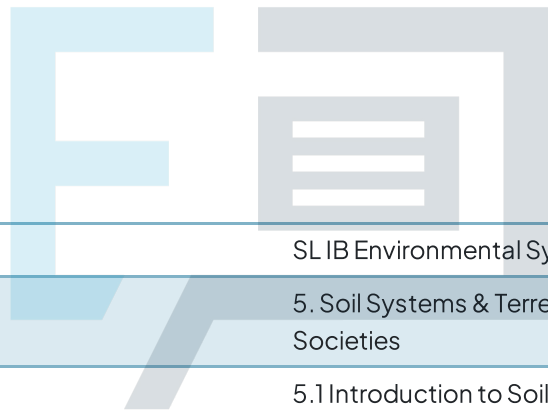 SL IB Environmental Sy
5. Soil Systems & Terre
Societies
5.1 Introduction to Soil